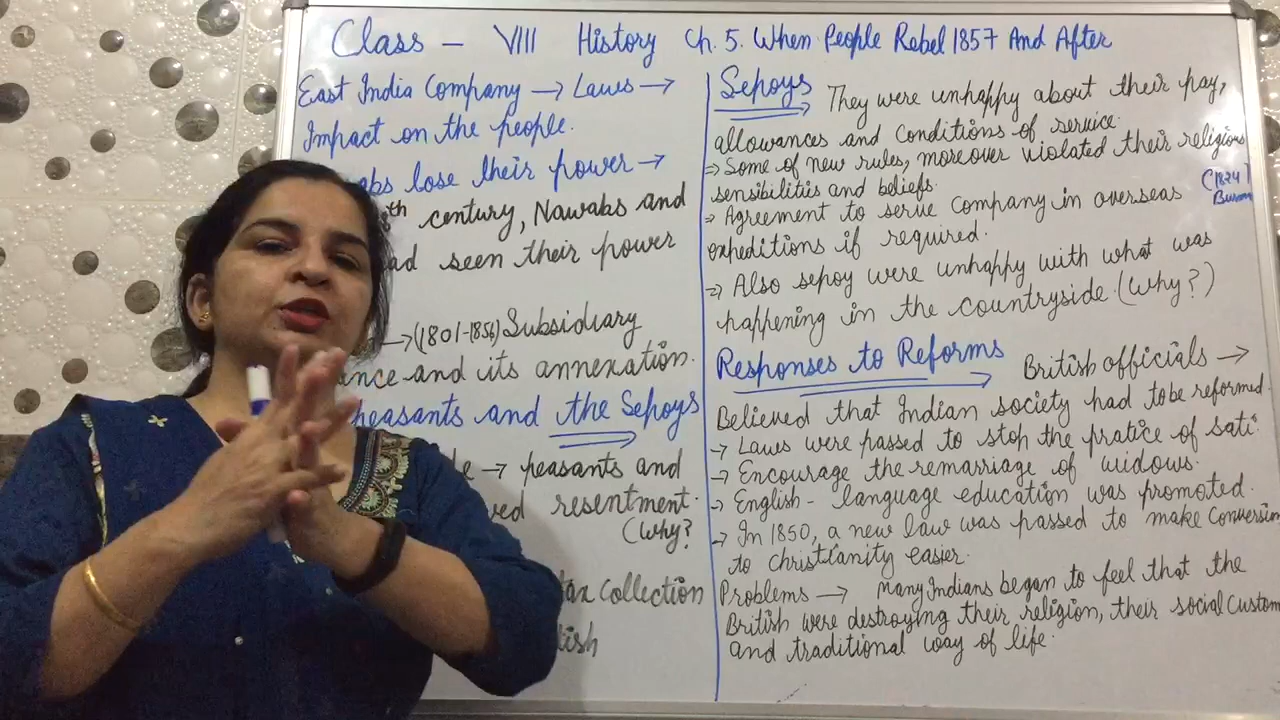 Class - VIII History Ch. 5. When People Rebel 1857 And After
East India Company → Laws →
Impact on the people.
lose their power →
th century, Nawabs and
seen their power
→ (1801-1856) Subsidiary
and its annexation.
peasants and the Sepoys
→ peasants and
resentment.
(Why?
tax Collection
Sepoys They were unhappy about their pay,
allowances and conditions of service.
→ Some of new rules, moreover violated their religious
sensibilities and beliefs.
→ Agreement to serve Company in overseas (1824)
expeditions if required.
→ Also sepoy were unhappy with what was
happening in the countryside. (Why?)
Responses to Reforms British officials →
Believed that Indian society had to be reformed.
→ Laws were passed to stop the pratice of sati.
→ Encourage the remarriage of widows.
→ English - language education was promoted.
→ In 1850, a new law was passed to make Conversion
to Christianity easier.
Problems → Many Indians began to feel that the
British were destroying their religion, their social Custom
and traditional way of life.